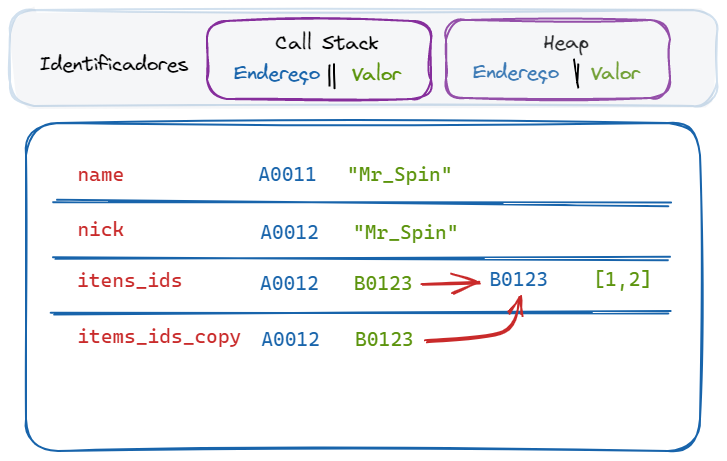 Identificadores
Call Stack
Endereço || Valor
Heap
Endereço | Valor
name A0011 "Mr_Spin"
nick A0012 "Mr_Spin"
itens_ids A0012 B0123 B0123 [1,2]
items_ids_copy A0012 B0123